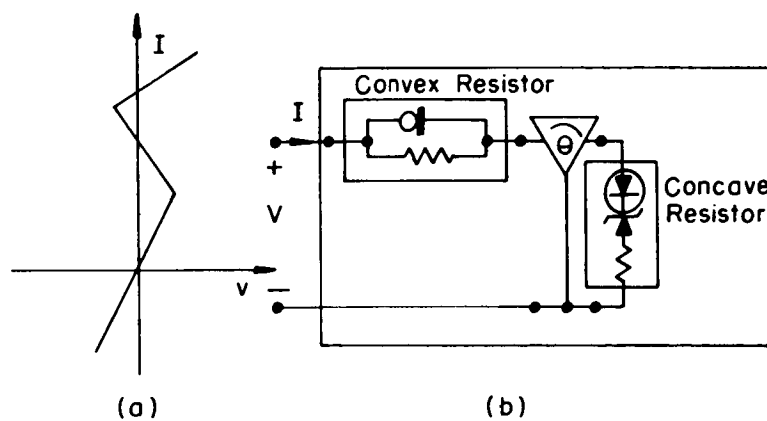 I
v
(a)
Convex Resistor
I
+
V
—
θ
Concave
Resistor
(b)